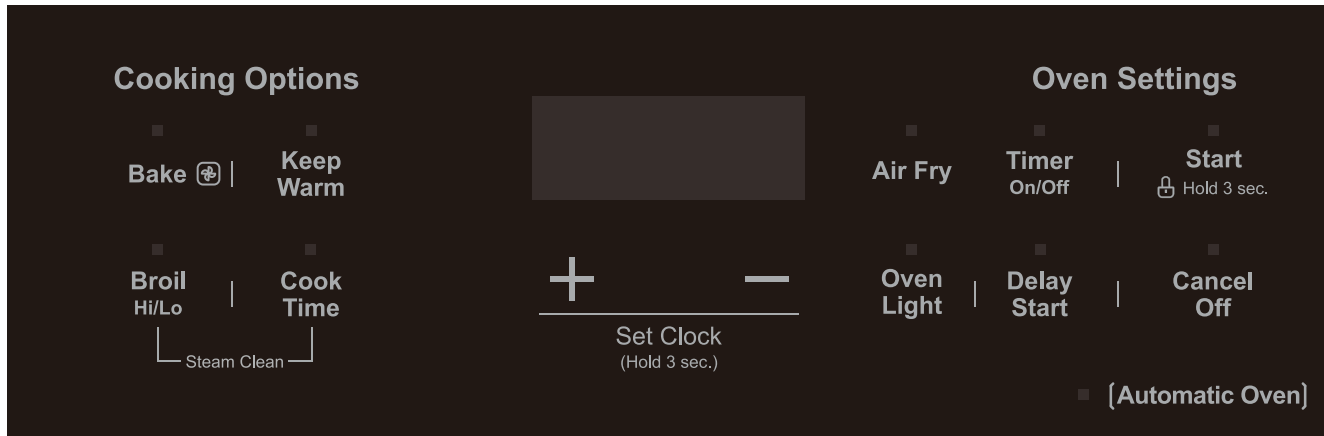 Cooking Options
Bake
Keep
Warm
Broil
Hi/Lo
Cook
Time
Steam Clean
+ −
Set Clock
(Hold 3 sec.)
Oven Settings
Air Fry
Timer
On/Off
Start
Hold 3 sec.
Oven
Light
Delay
Start
Cancel
Off
[Automatic Oven]